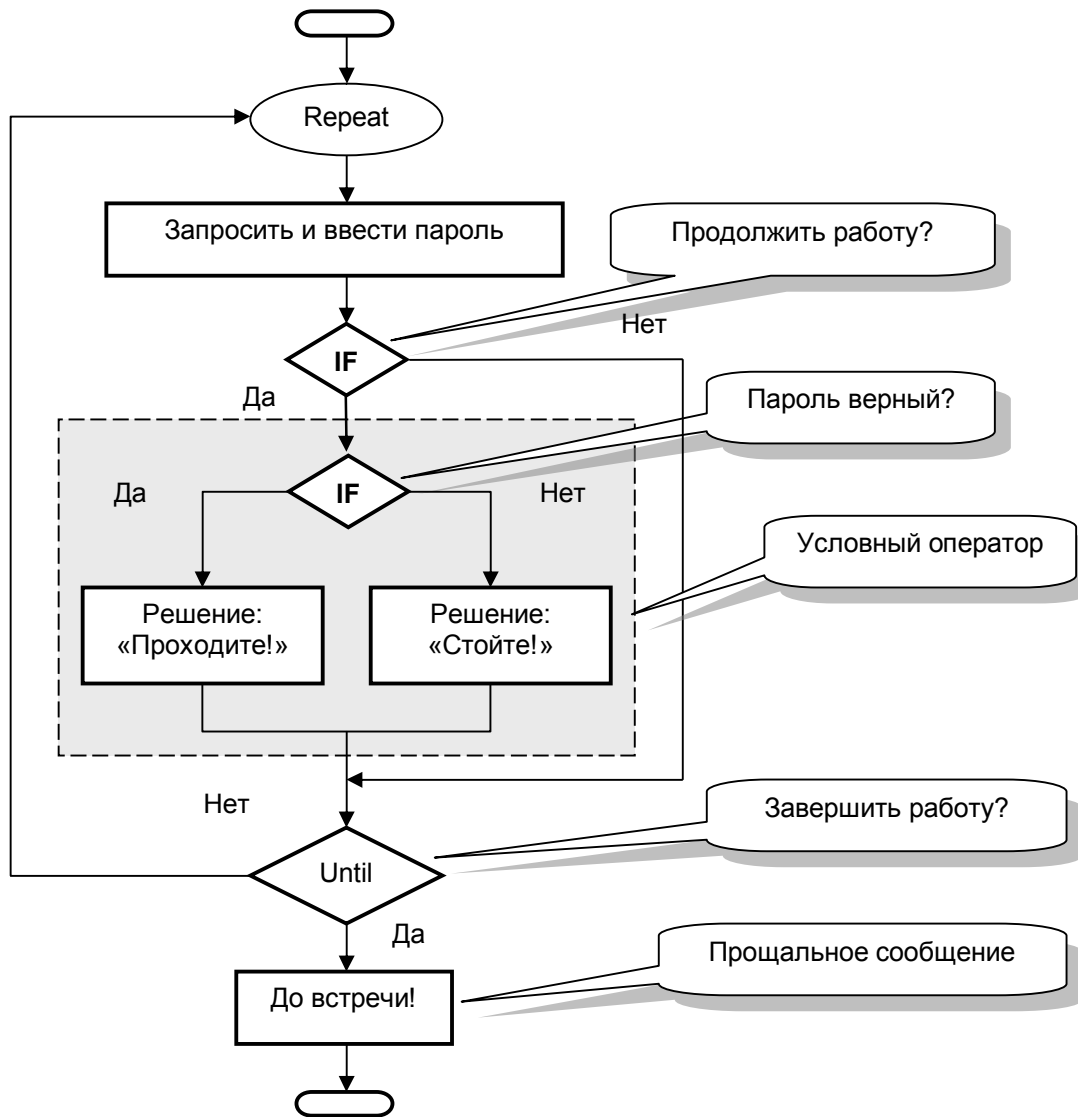 Repeat
Запросить и ввести пароль
Продолжить работу?
Нет
IF
Да
Пароль верный?
Да
IF
Нет
Условный оператор
Решение:
«Проходите!»
Решение:
«Стойте!»
Нет
Завершить работу?
Until
Да
Прощальное сообщение
До встречи!